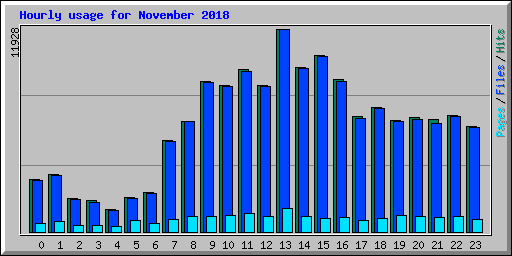 Hourly usage for November 2018
11928
Pages / Files / Hits
0 1 2 3 4 5 6 7 8 9 10 11 12 13 14 15 16 17 18 19 20 21 22 23